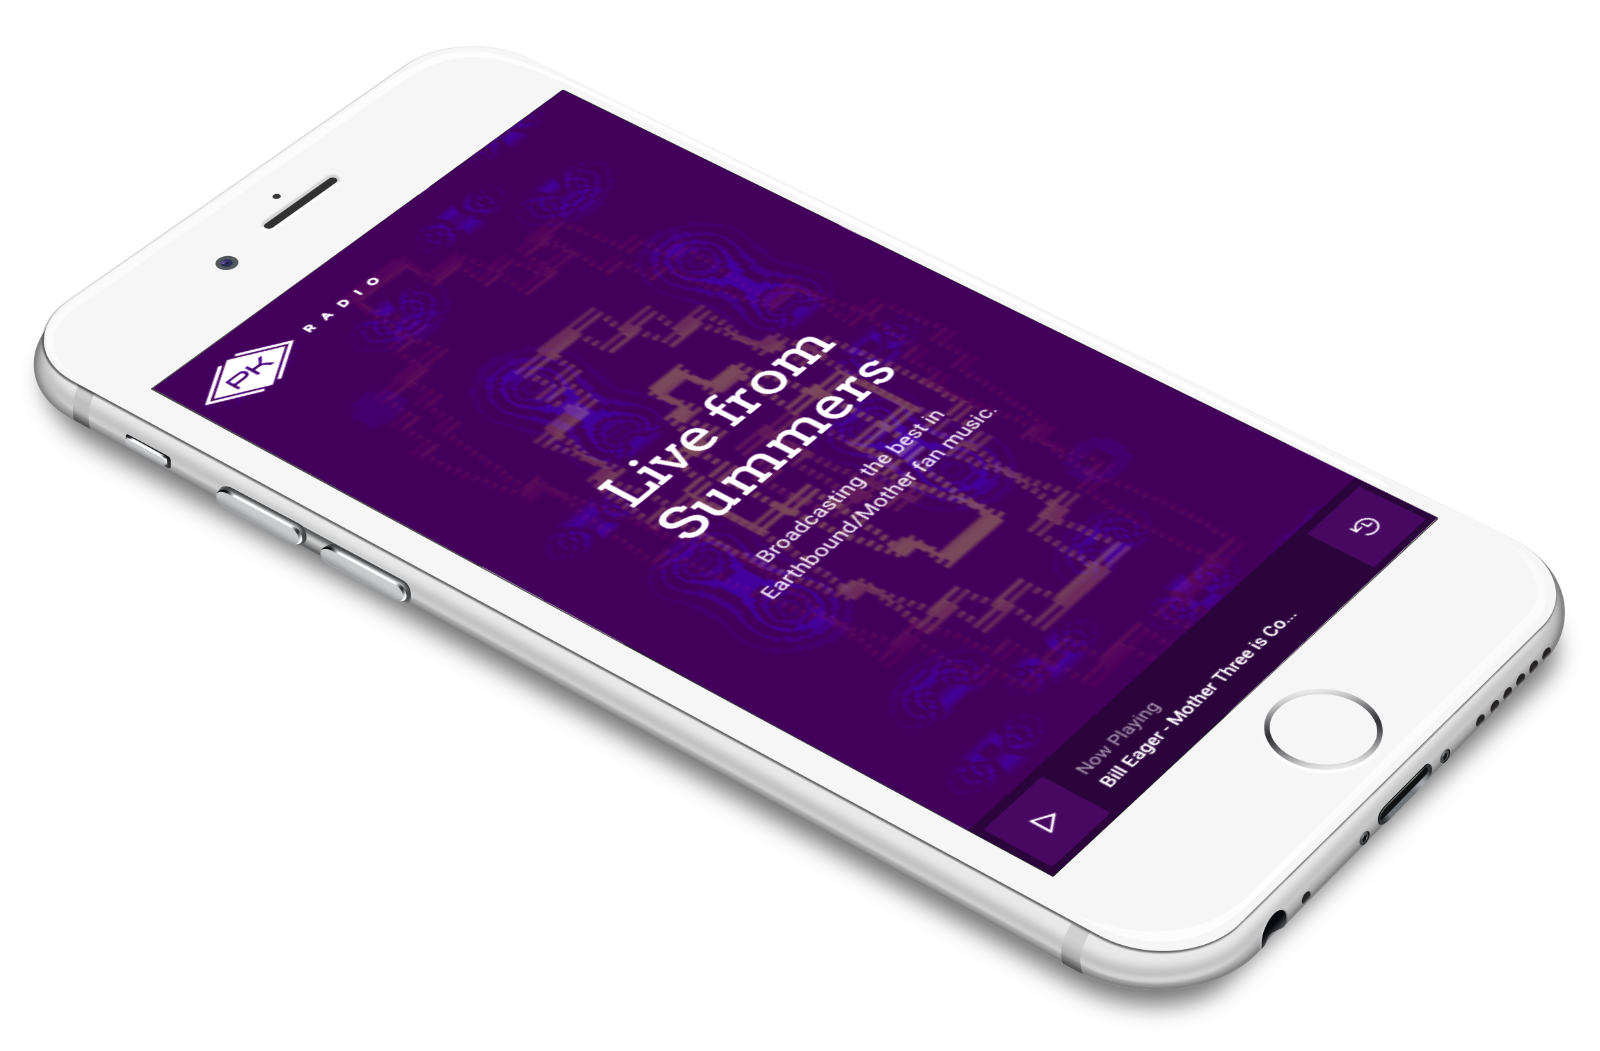 PK
RADIO
Live from
Summers
Broadcasting the best in
Earthbound/Mother fan music.
Now Playing
Bill Eager - Mother Three is Co...